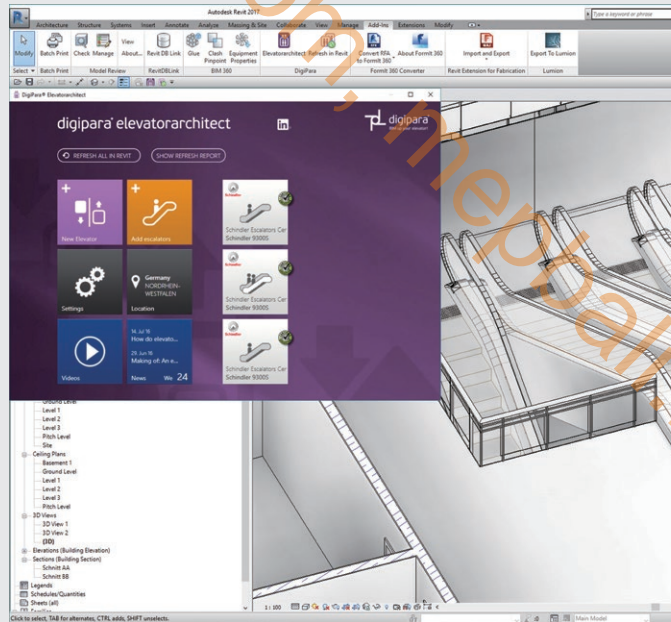 Autodesk Revit 2017
Type a keyword or phrase
Architecture Structure Systems Insert Annotate Analyze Massing & Site Collaborate View Manage Add-Ins Extensions Modify
Modify Batch Print Check Manage View About... Revit DB Link Glue Clash Pinpoint Equipment Properties Elevatorarchitect Refresh in Revit Convert RFA to FormIt 360 About FormIt 360 Import and Export Export To Lumion
Select Batch Print Model Review RevitDBLink BIM 360 DigiPara FormIt 360 Converter Revit Extension for Fabrication Lumion
DigiPara® Elevatorarchitect
digipara® elevatorarchitect
in
digipara®
REFRESH ALL IN REVIT
SHOW REFRESH REPORT
New Elevator
Add escalators
Schindler
Schindler Escalators Cer
Schindler 9300S
Settings
Germany
NORDRHEIN-
WESTFALEN
Location
Schindler
Schindler Escalators Cer
Schindler 9300S
Videos
14. Jul 16
How do elevato...
29. Jun 16
Making of: An e...
News We 24
Schindler
Schindler Escalators Cer
Schindler 9300S
Ground Level
Level 1
Level 2
Level 3
Pitch Level
Site
Ceiling Plans
Basement 1
Ground Level
Level 1
Level 2
Level 3
Pitch Level
3D Views
3D View 1
3D View 2
{3D}
Elevations (Building Elevation)
Sections (Building Section)
Schnitt AA
Schnitt BB
Legends
Schedules/Quantities
Sheets (all)
1 : 100
Click to select, TAB for alternates, CTRL adds, SHIFT unselects.
Main Model